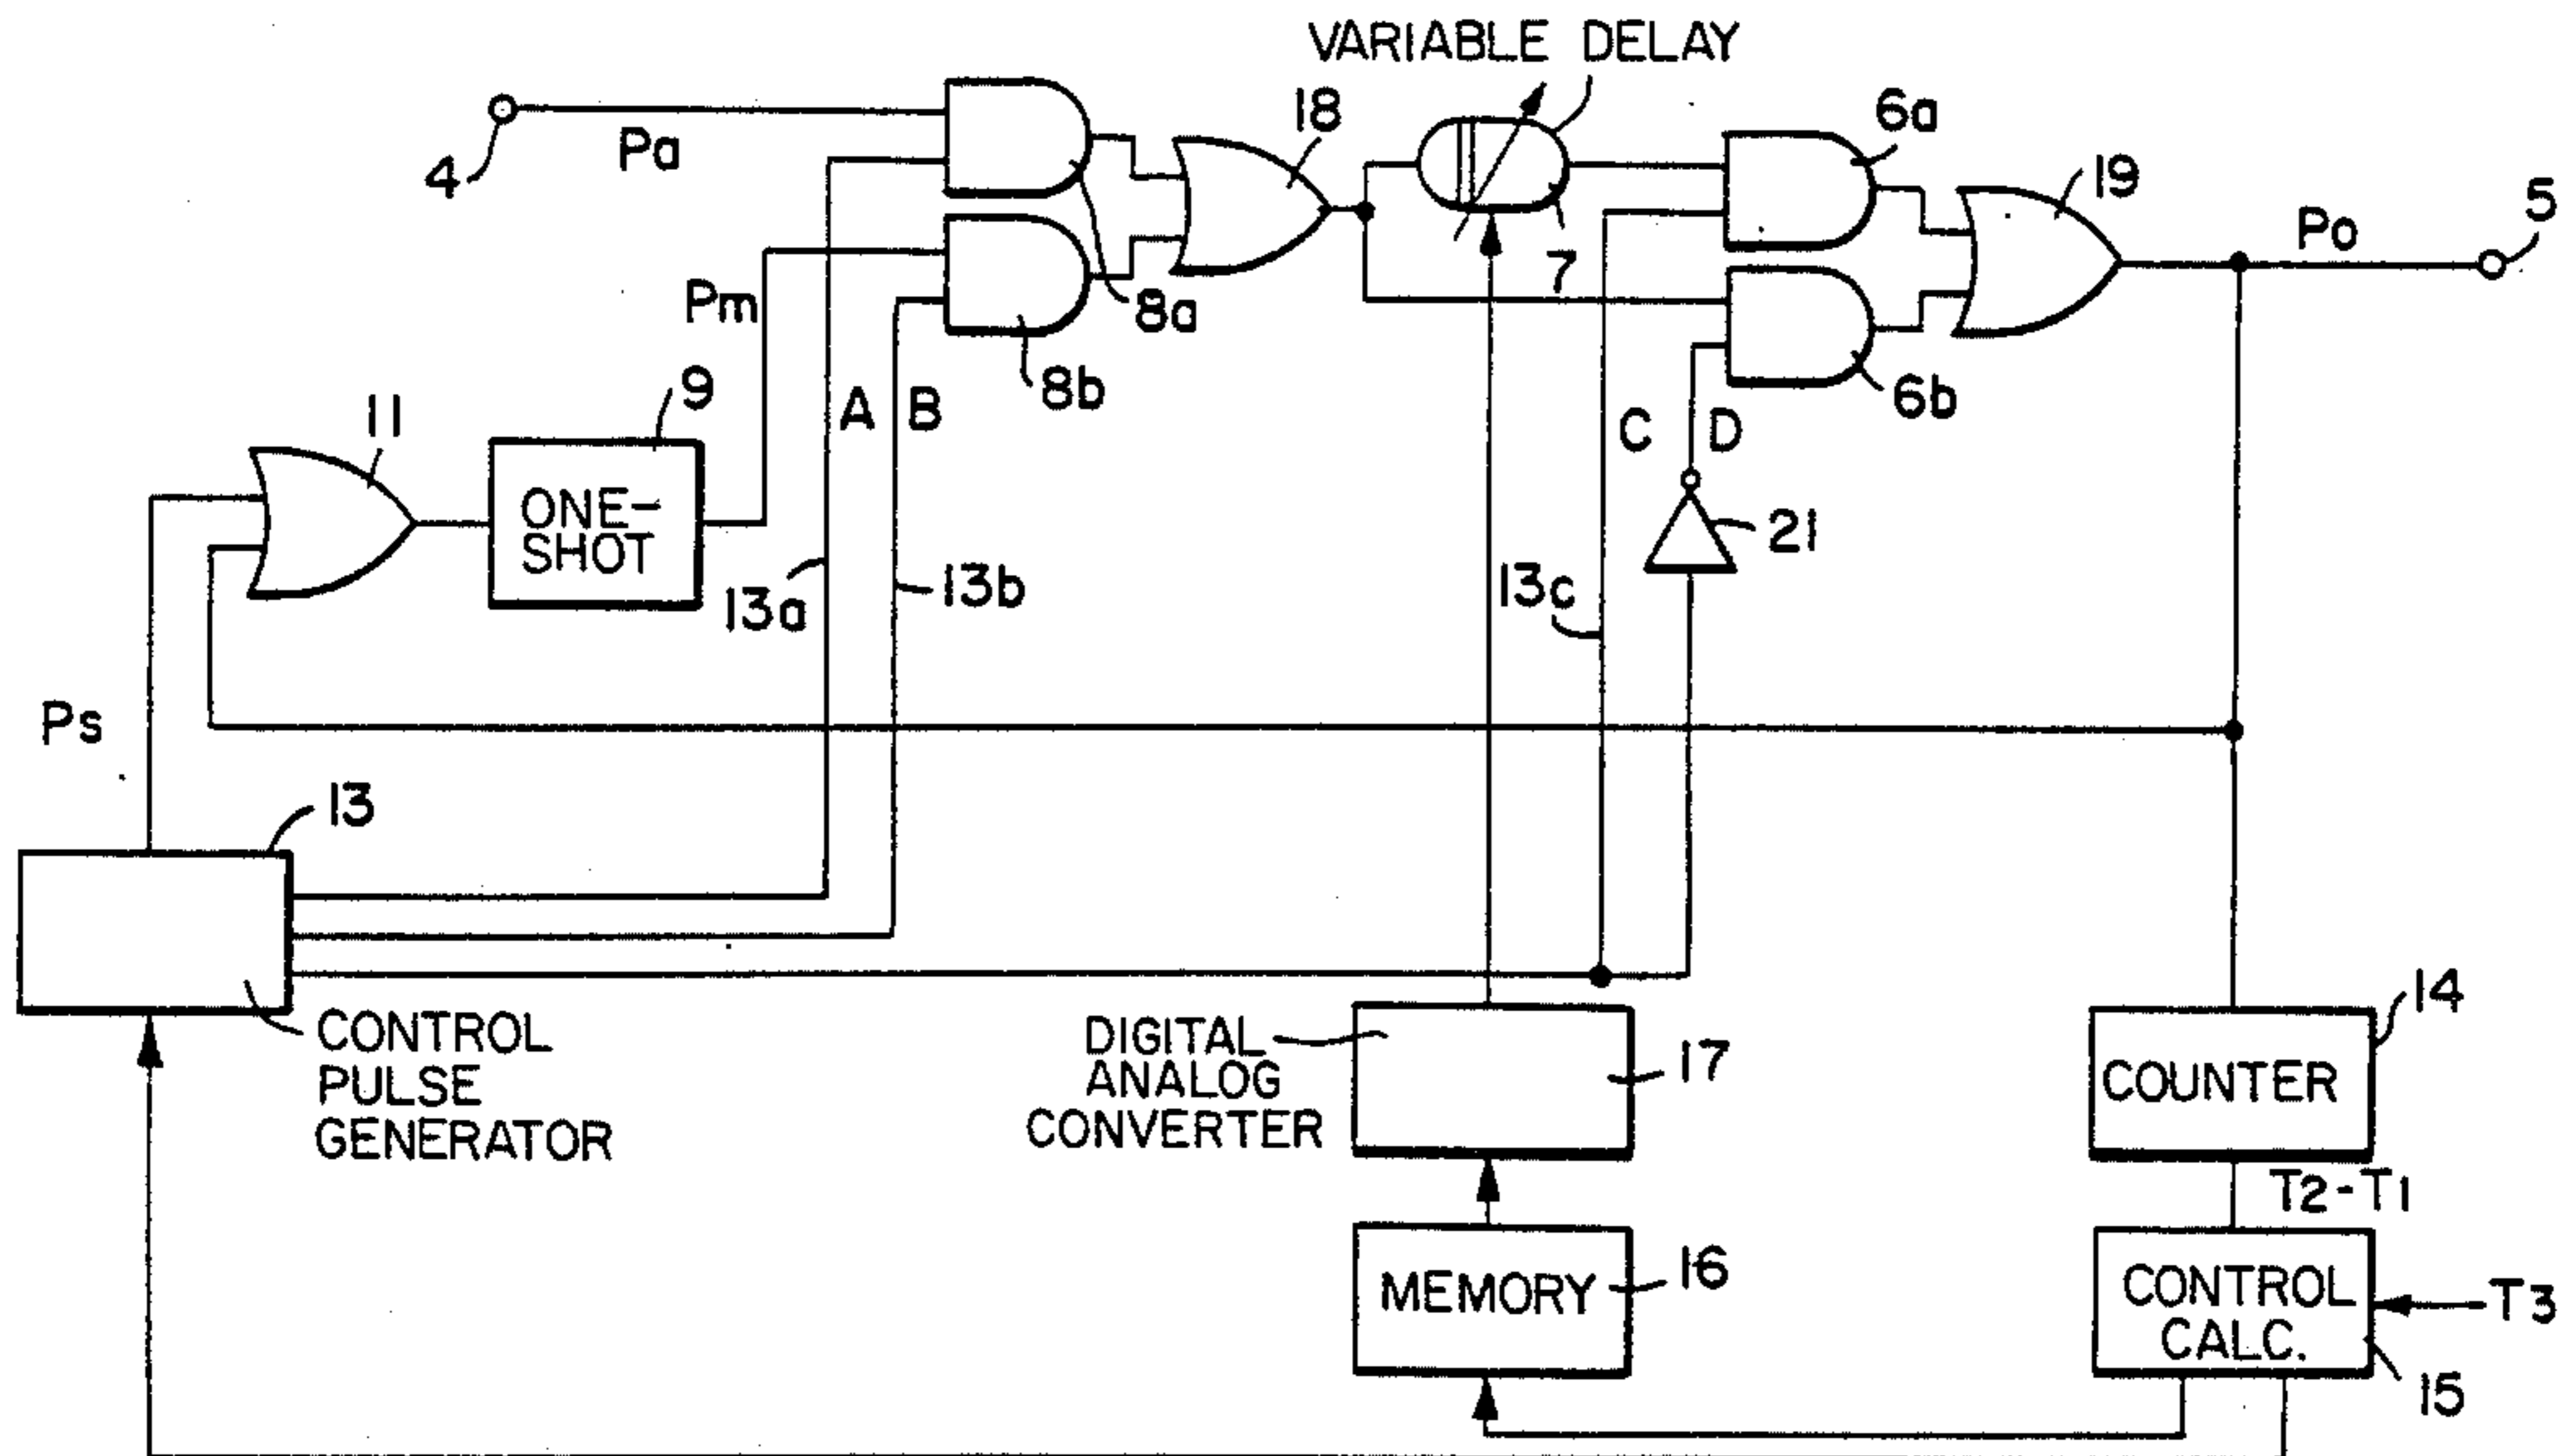 VARIABLE DELAY
4
Pa
18
6a
19
Po
5
Pm
8a
7
8b
6b
9
11
A
B
C
D
ONE-
SHOT
21
13a
13b
13c
Ps
13
CONTROL
PULSE
GENERATOR
DIGITAL
ANALOG
CONVERTER
17
14
COUNTER
T2-T1
MEMORY
16
CONTROL
CALC.
T3
15